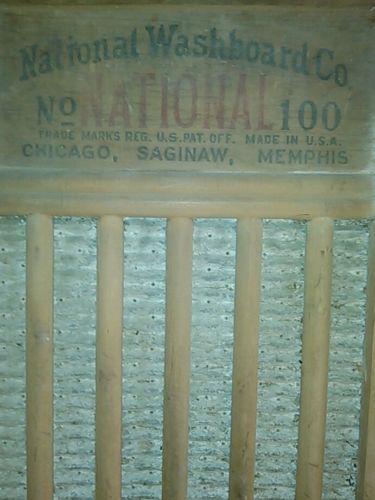 National Washboard Co.
No NATIONAL 100
TRADE MARKS REG. U.S. PAT. OFF. MADE IN U.S.A.
CHICAGO, SAGINAW, MEMPHIS